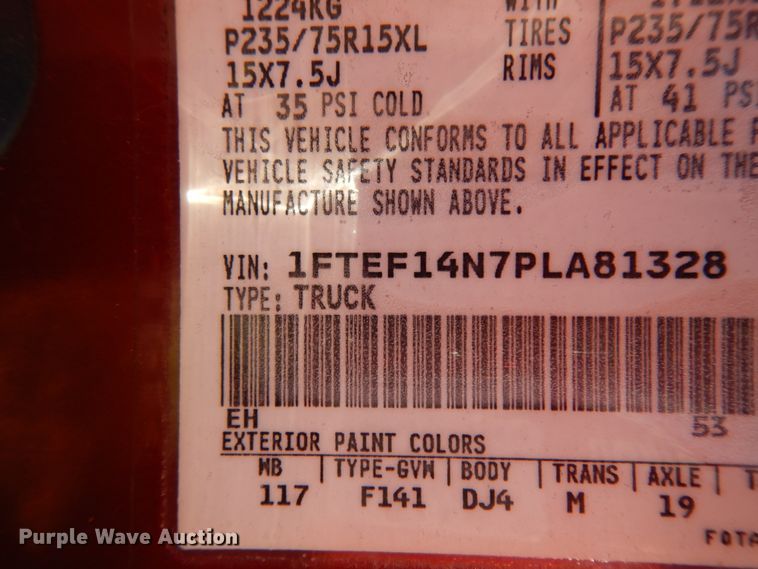 1224KG WITH
P235/75R15XL TIRES P235/75R
15X7.5J RIMS 15X7.5J
AT 35 PSI COLD AT 41 PSI
THIS VEHICLE CONFORMS TO ALL APPLICABLE F
VEHICLE SAFETY STANDARDS IN EFFECT ON THE
MANUFACTURE SHOWN ABOVE.
VIN: 1FTEF14N7PLA81328
TYPE: TRUCK
EH 53
EXTERIOR PAINT COLORS
WB | TYPE-GVW | BODY | TRANS | AXLE | T
117 F141 DJ4 M 19
FOTA
Purple Wave Auction